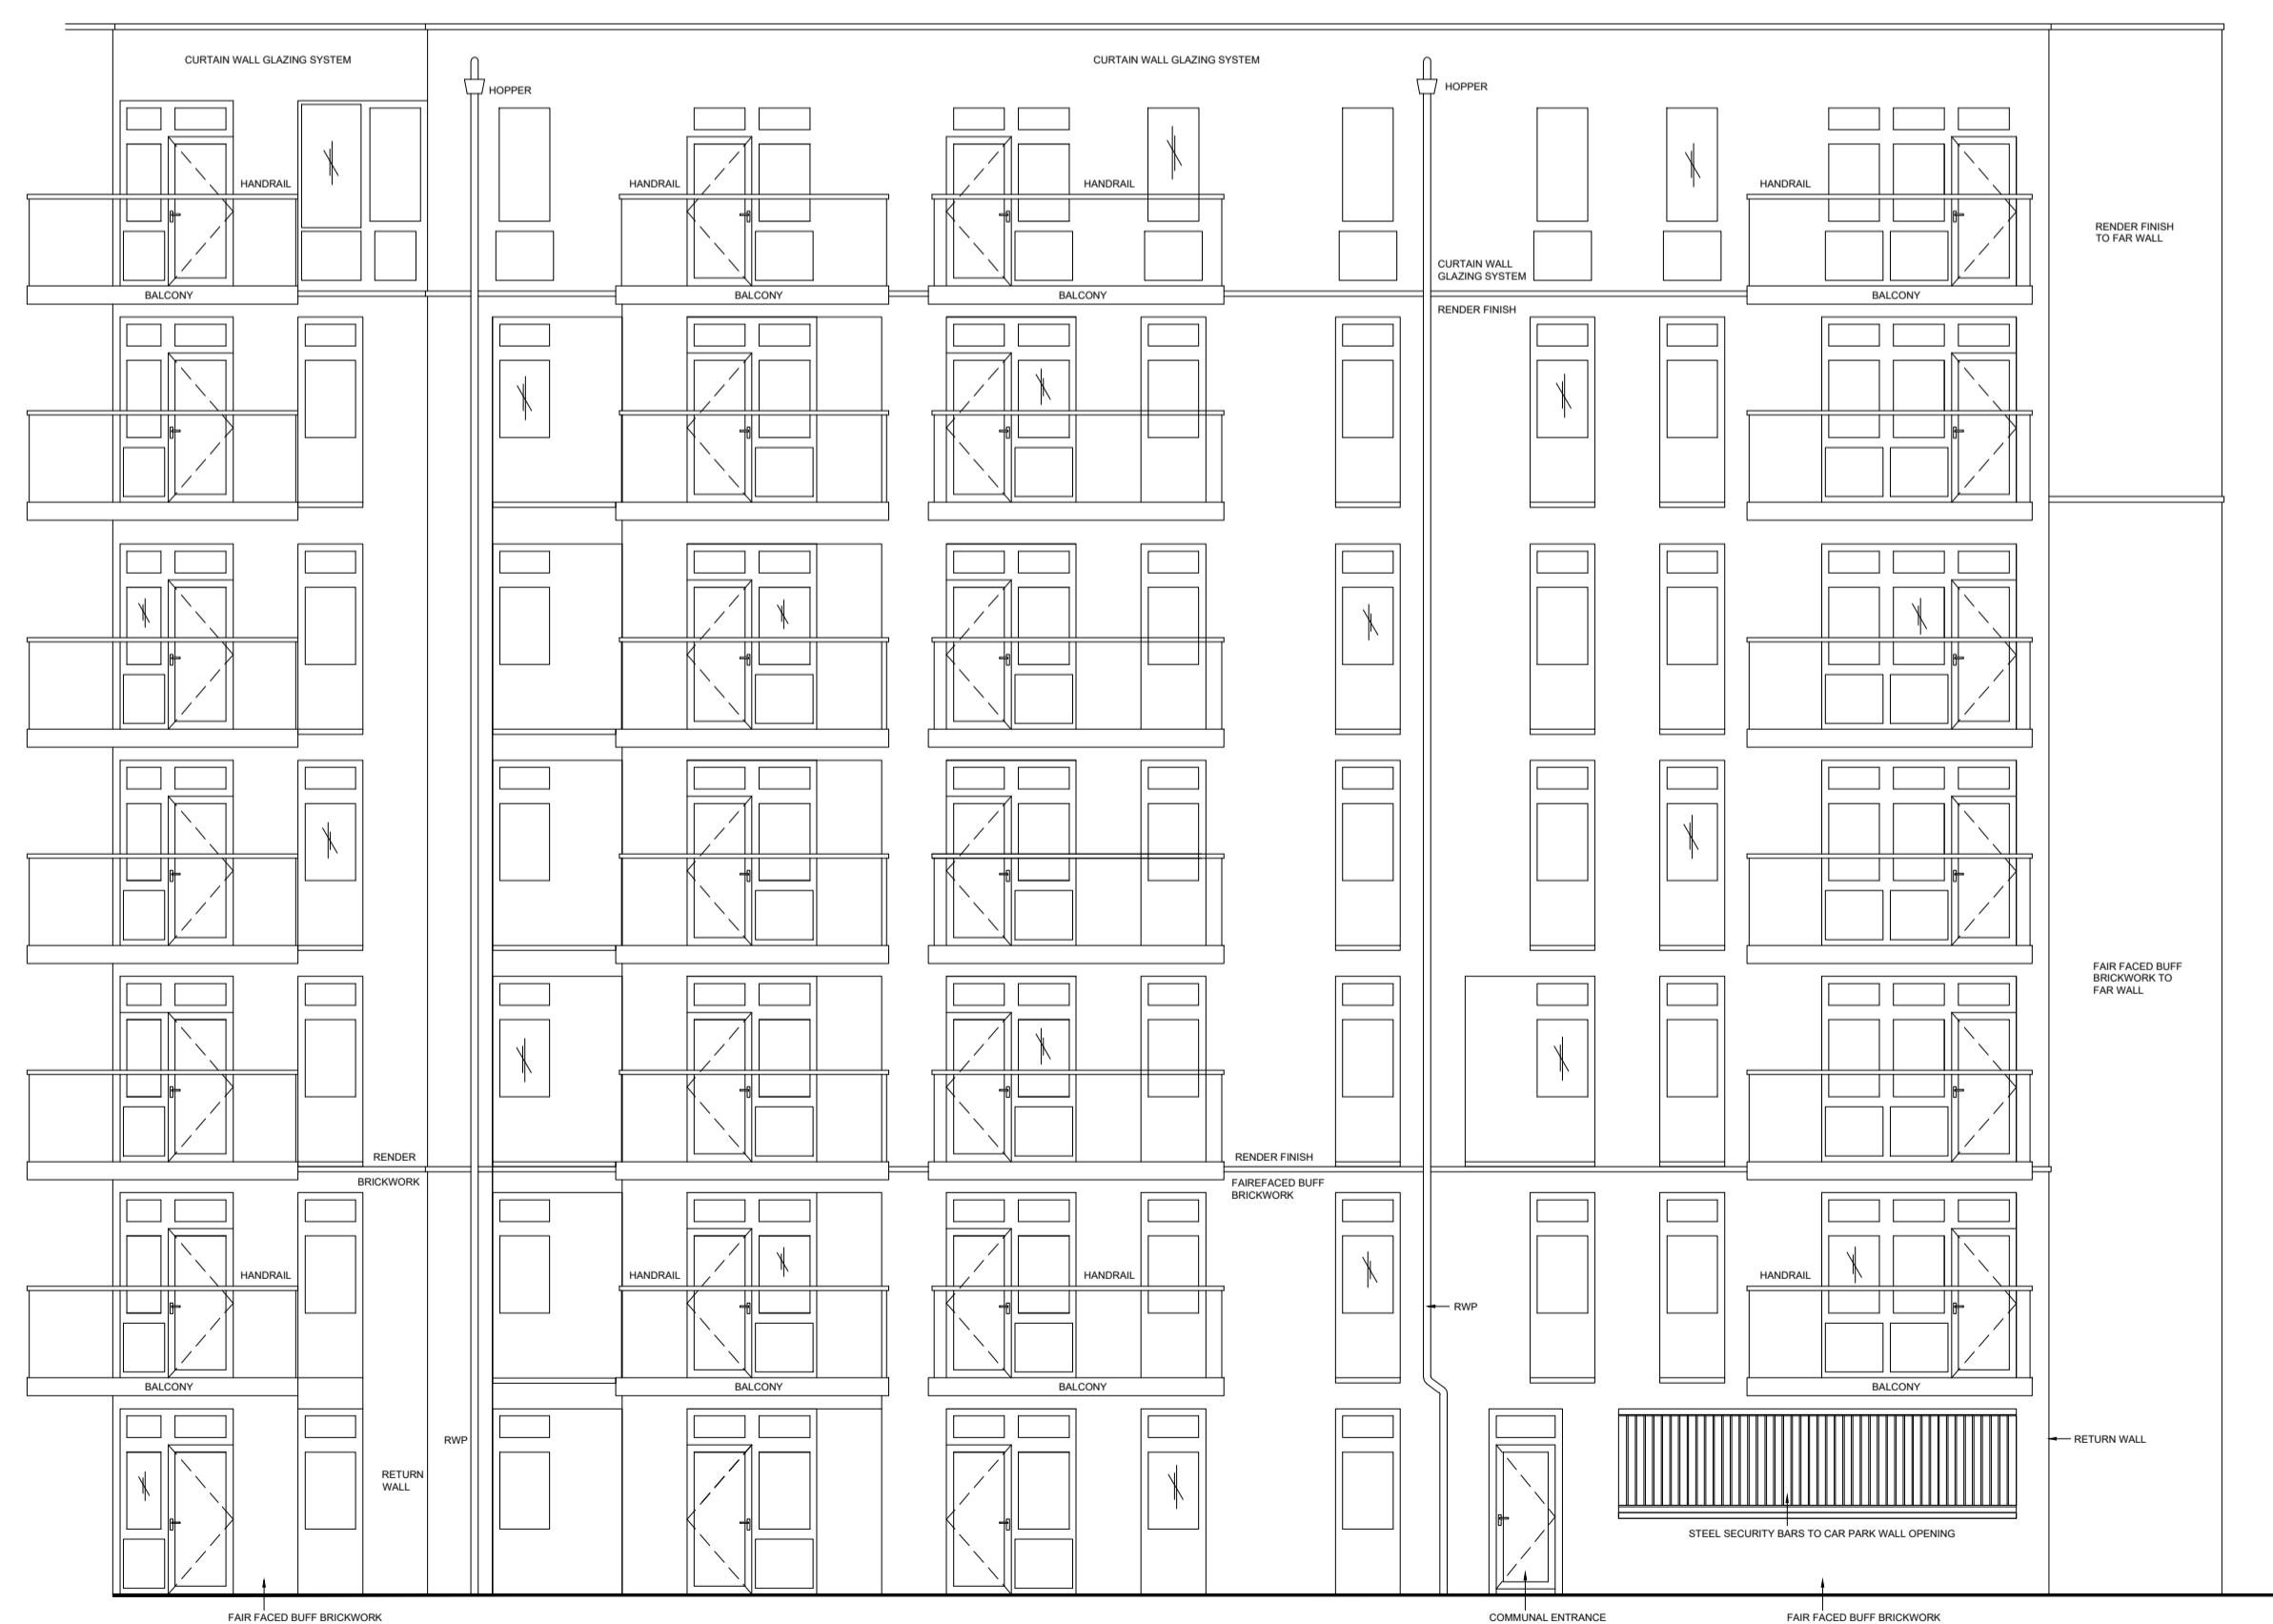 CURTAIN WALL GLAZING SYSTEM
CURTAIN WALL GLAZING SYSTEM
HOPPER
HOPPER
HANDRAIL
HANDRAIL
HANDRAIL
HANDRAIL
RENDER FINISH
TO FAR WALL
CURTAIN WALL
GLAZING SYSTEM
BALCONY
BALCONY
BALCONY
BALCONY
RENDER FINISH
FAIR FACED BUFF
BRICKWORK TO
FAR WALL
RENDER
RENDER FINISH
BRICKWORK
FAIREFACED BUFF
BRICKWORK
HANDRAIL
HANDRAIL
HANDRAIL
HANDRAIL
RWP
BALCONY
BALCONY
BALCONY
BALCONY
RWP
RETURN WALL
RETURN
WALL
STEEL SECURITY BARS TO CAR PARK WALL OPENING
FAIR FACED BUFF BRICKWORK
COMMUNAL ENTRANCE
FAIR FACED BUFF BRICKWORK